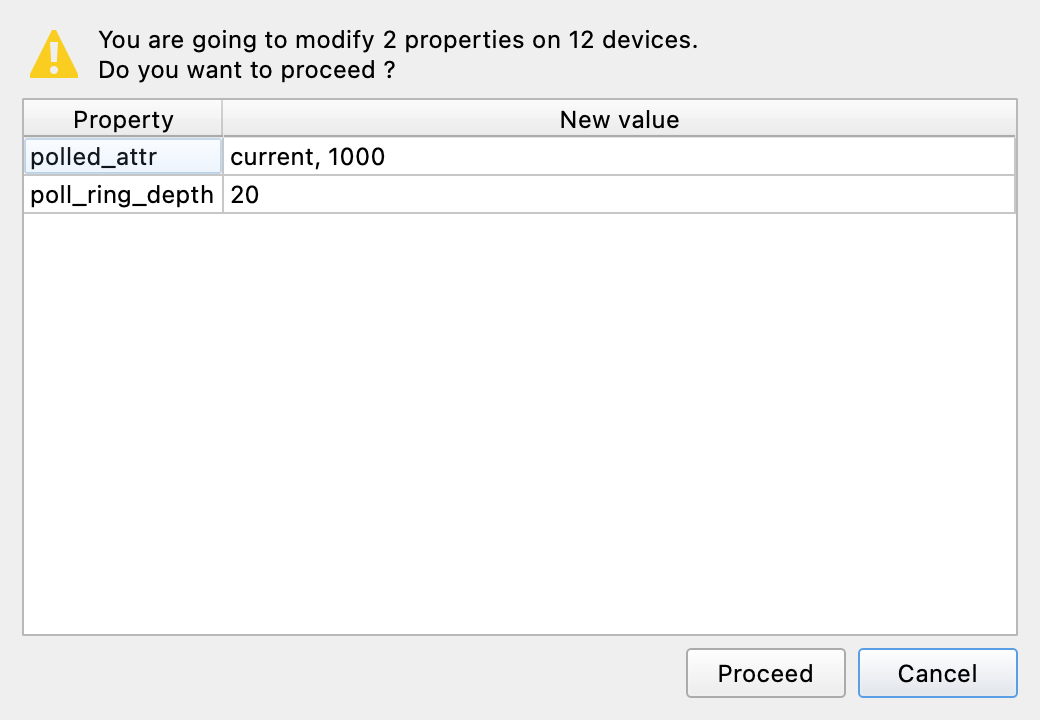 You are going to modify 2 properties on 12 devices.
Do you want to proceed ?
Property New value
polled_attr current, 1000
poll_ring_depth 20
Proceed Cancel